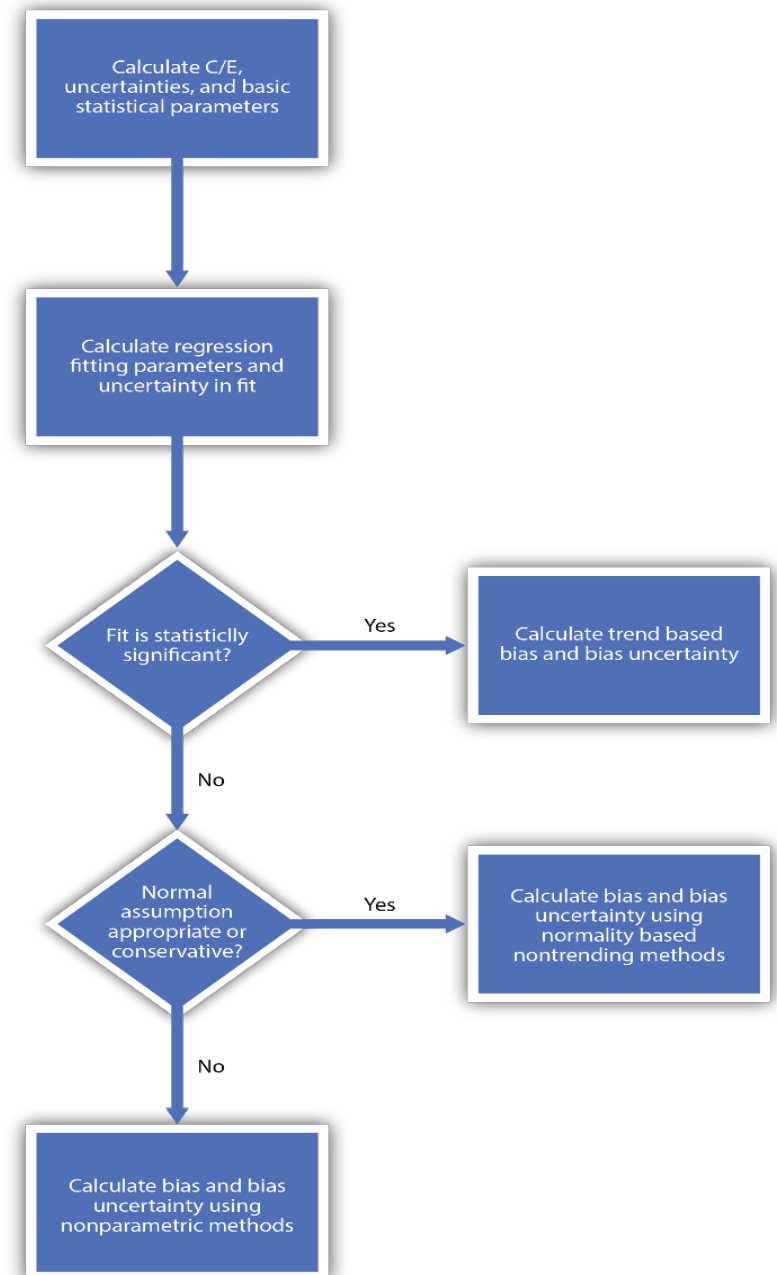 Calculate C/E,
uncertainties, and basic
statistical parameters
Calculate regression
fitting parameters and
uncertainty in fit
Fit is statisticlly
significant?
Yes
Calculate trend based
bias and bias uncertainty
No
Normal
assumption
appropriate or
conservative?
Yes
Calculate bias and bias
uncertainty using
normality based
nontrending methods
No
Calculate bias and bias
uncertainty using
nonparametric methods